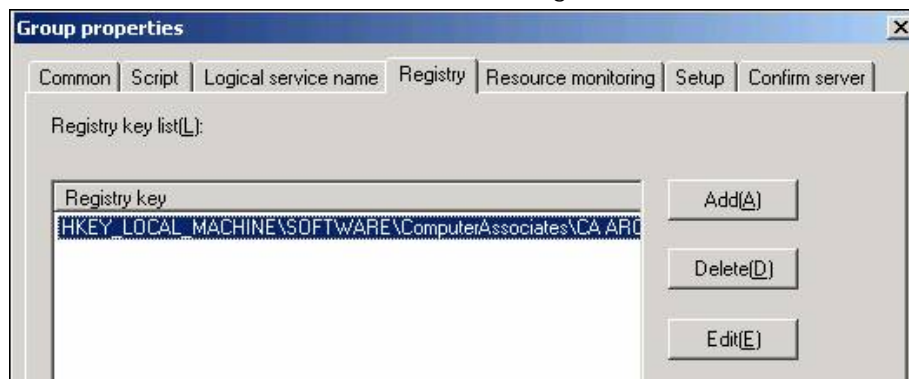 Group properties
Common Script Logical service name Registry Resource monitoring Setup Confirm server
Registry key list(L):
Registry key
Add(A)
HKEY_LOCAL_MACHINE\SOFTWARE\ComputerAssociates\CA ARC
Delete(D)
Edit(E)